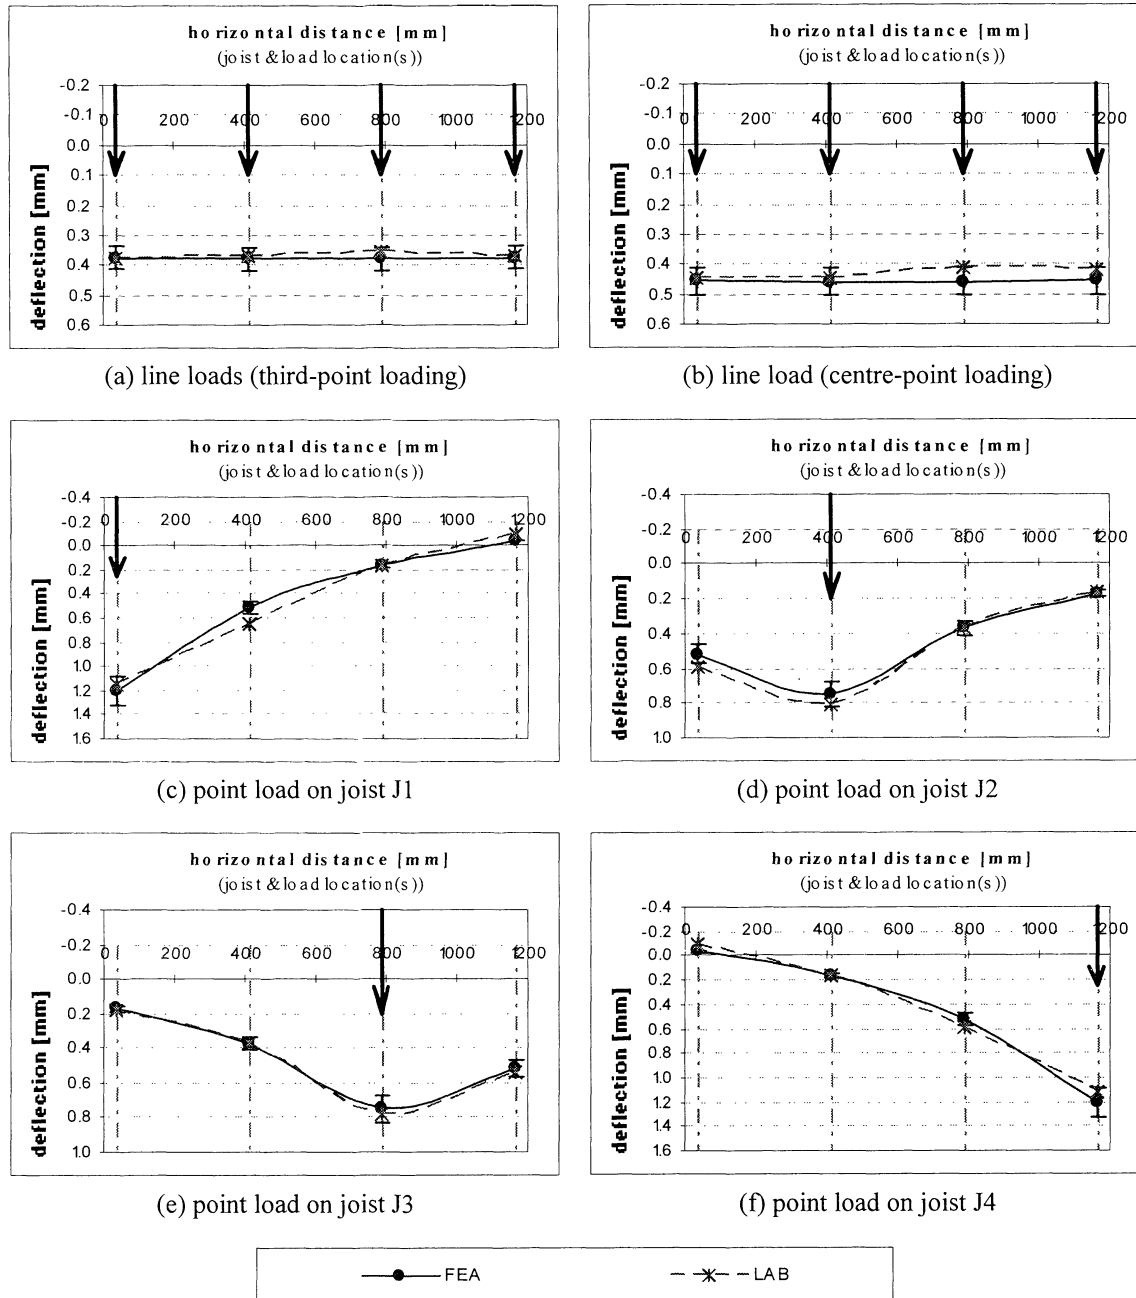 horizontal distance [mm]
(joist & load location(s))
-0.2
-0.1
0.0
0.1
0.2
0.3
0.4
0.5
0.6
0 200 400 600 800 1000 1200
deflection [mm]
(a) line loads (third-point loading)
horizontal distance [mm]
(joist & load location(s))
-0.2
-0.1
0.0
0.1
0.2
0.3
0.4
0.5
0.6
0 200 400 600 800 1000 1200
deflection [mm]
(b) line load (centre-point loading)
horizontal distance [mm]
(joist & load location(s))
-0.4
-0.2
0.0
0.2
0.4
0.6
0.8
1.0
1.2
1.4
1.6
0 200 400 600 800 1000 1200
deflection [mm]
(c) point load on joist J1
horizontal distance [mm]
(joist & load location(s))
-0.4
-0.2
0.0
0.2
0.4
0.6
0.8
1.0
0 200 400 600 800 1000 1200
deflection [mm]
(d) point load on joist J2
horizontal distance [mm]
(joist & load location(s))
-0.4
-0.2
0.0
0.2
0.4
0.6
0.8
1.0
0 200 400 600 800 1000 1200
deflection [mm]
(e) point load on joist J3
horizontal distance [mm]
(joist & load location(s))
-0.4
-0.2
0.0
0.2
0.4
0.6
0.8
1.0
1.2
1.4
1.6
0 200 400 600 800 1000 1200
deflection [mm]
(f) point load on joist J4
FEA LAB